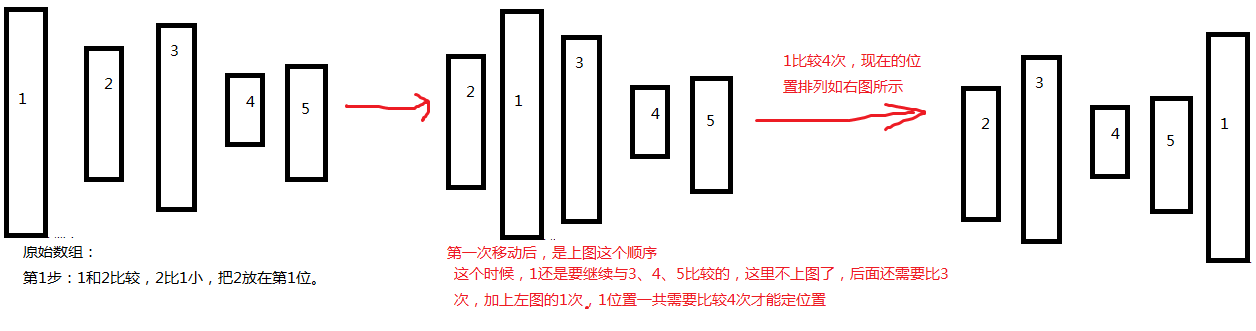 1
2
3
4
5
2
1
3
4
5
1比较4次，现在的位
置排列如右图所示
2
3
4
5
1
原始数组：
第1步：1和2比较，2比1小，把2放在第1位。
第一次移动后，是上图这个顺序
这个时候，1还是要继续与3、4、5比较的，这里不上图了，后面还需要比3
次，加上左图的1次，1位置一共需要比较4次才能定位置